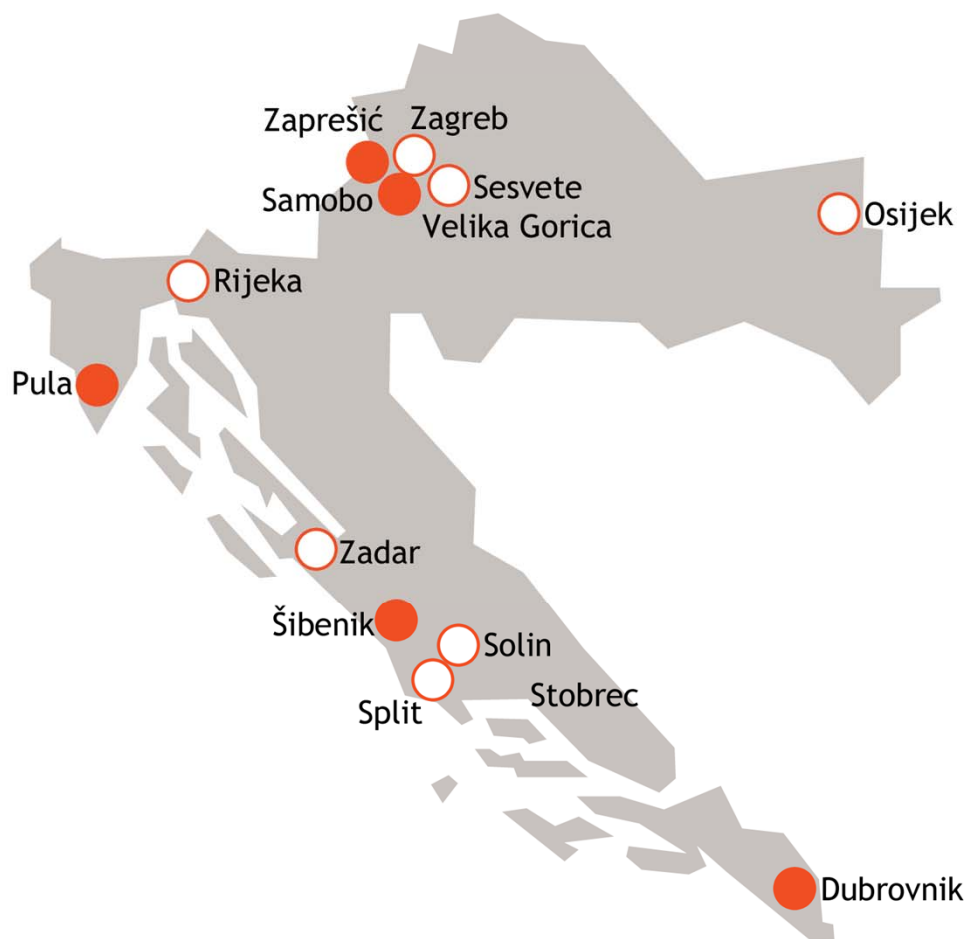 Zaprešić
Zagreb
Samobo
Sesvete
Velika Gorica
Osijek
Rijeka
Pula
Zadar
Šibenik
Solin
Split
Stobrec
Dubrovnik